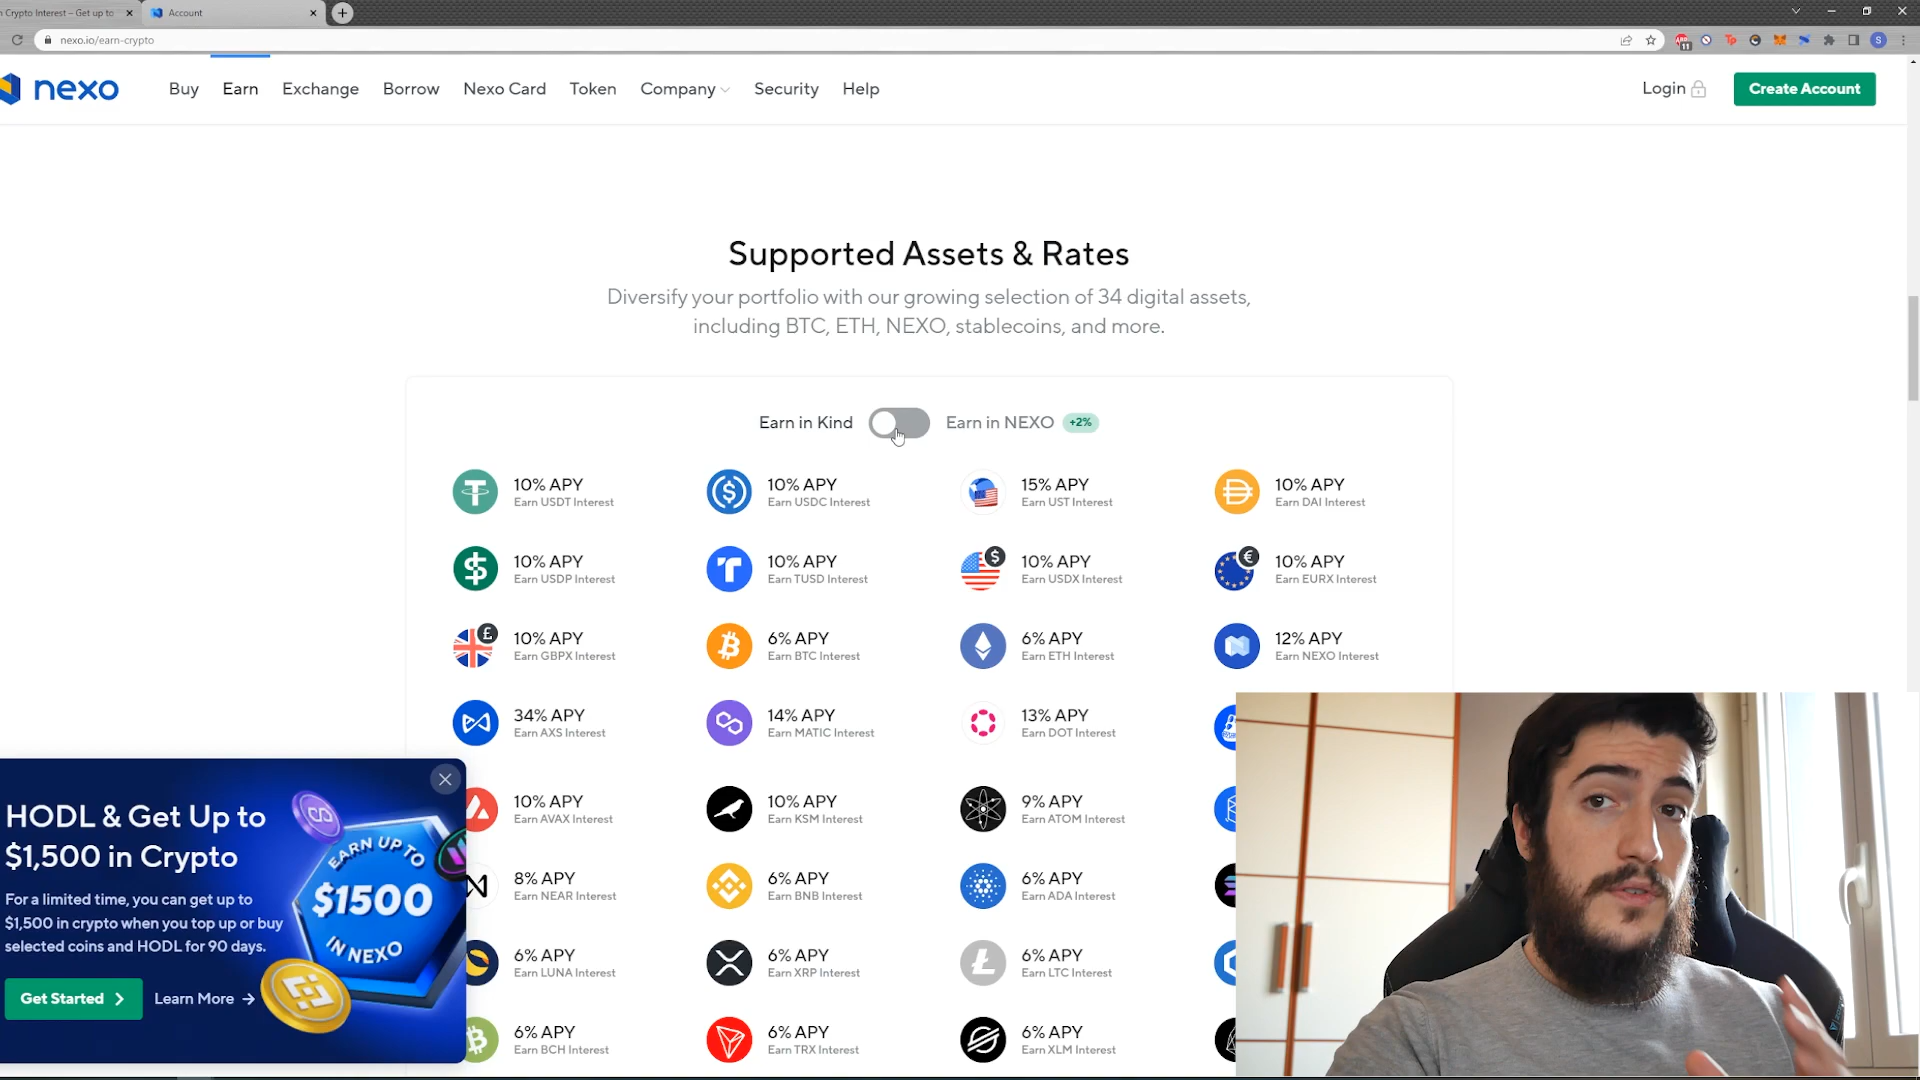 Crypto Interest – Get up to
Account
nexo.io/earn-crypto
11
S
nexo
Buy
Earn
Exchange
Borrow
Nexo Card
Token
Company
Security
Help
Login
Create Account
Supported Assets & Rates
Diversify your portfolio with our growing selection of 34 digital assets,
including BTC, ETH, NEXO, stablecoins, and more.
Earn in Kind
Earn in NEXO
+2%
10% APY
Earn USDT Interest
10% APY
Earn USDC Interest
15% APY
Earn UST Interest
10% APY
Earn DAI Interest
10% APY
Earn USDP Interest
10% APY
Earn TUSD Interest
10% APY
Earn USDX Interest
10% APY
Earn EURX Interest
10% APY
Earn GBPX Interest
6% APY
Earn BTC Interest
6% APY
Earn ETH Interest
12% APY
Earn NEXO Interest
34% APY
Earn AXS Interest
14% APY
Earn MATIC Interest
13% APY
Earn DOT Interest
10% APY
Earn AVAX Interest
10% APY
Earn KSM Interest
9% APY
Earn ATOM Interest
8% APY
Earn NEAR Interest
6% APY
Earn BNB Interest
6% APY
Earn ADA Interest
6% APY
Earn LUNA Interest
6% APY
Earn XRP Interest
6% APY
Earn LTC Interest
6% APY
Earn BCH Interest
6% APY
Earn TRX Interest
6% APY
Earn XLM Interest
HODL & Get Up to
$1,500 in Crypto
For a limited time, you can get up to
$1,500 in crypto when you top up or buy
selected coins and HODL for 90 days.
Get Started
Learn More
EARN UP TO
$1500
IN NEXO